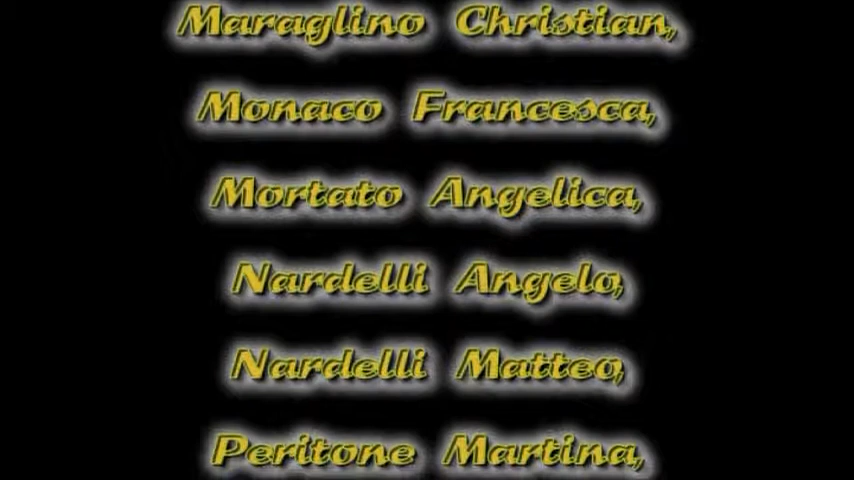 Maraglino Christian,
Monaco Francesca,
Mortato Angelica,
Nardelli Angelo,
Nardelli Matteo,
Peritone Martina,